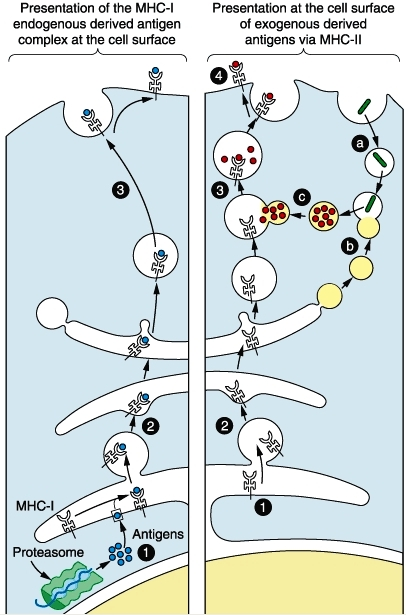 Presentation of the MHC-I
endogenous derived antigen
complex at the cell surface
Presentation at the cell surface
of exogenous derived
antigens via MHC-II
4
a
c
3
3
b
2
2
MHC-I
1
Antigens
1
Proteasome